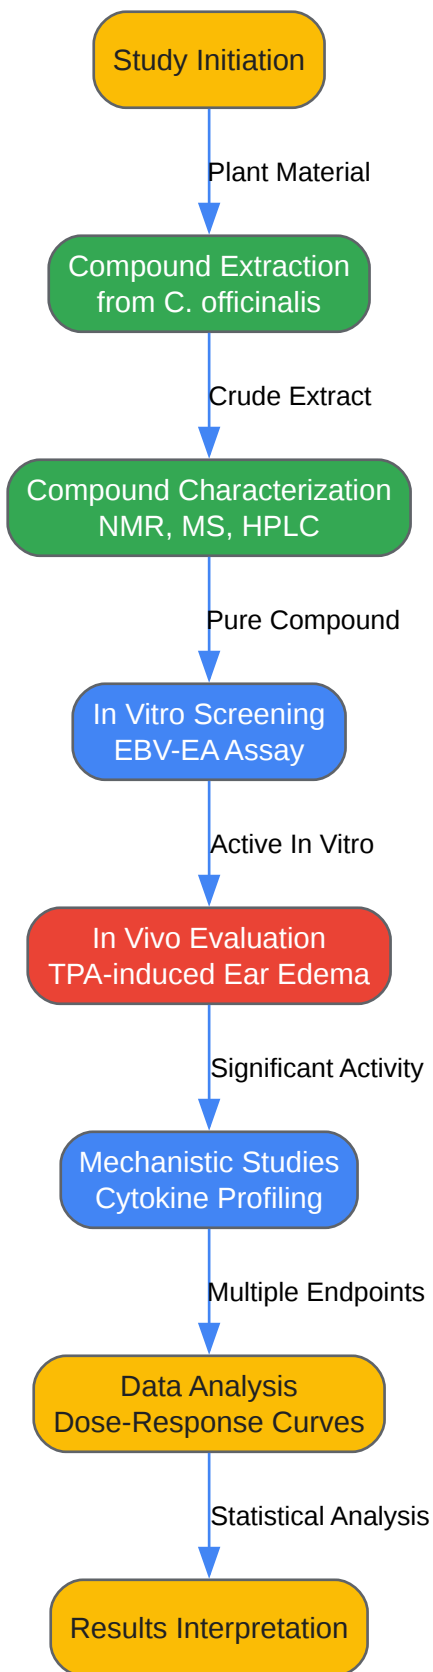 Study Initiation
Plant Material
Compound Extraction
from C. officinalis
Crude Extract
Compound Characterization
NMR, MS, HPLC
Pure Compound
In Vitro Screening
EBV-EA Assay
Active In Vitro
In Vivo Evaluation
TPA-induced Ear Edema
Significant Activity
Mechanistic Studies
Cytokine Profiling
Multiple Endpoints
Data Analysis
Dose-Response Curves
Statistical Analysis
Results Interpretation